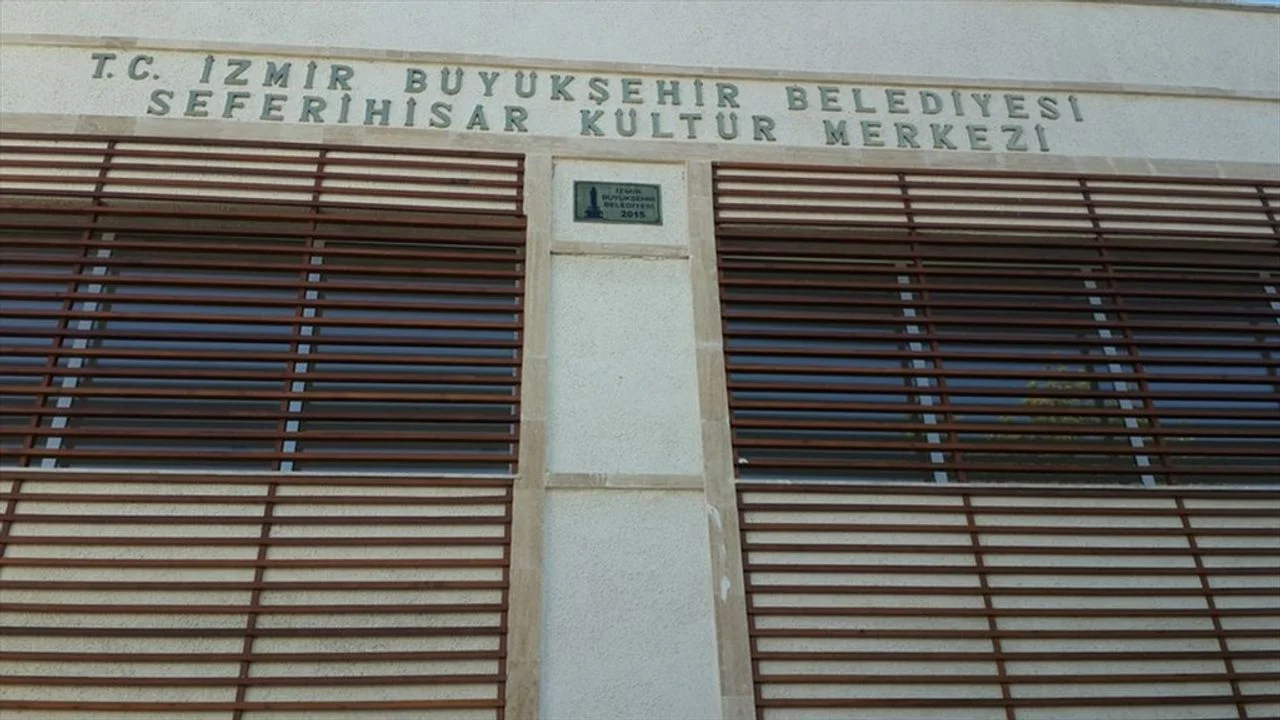 T.C. İZMİR BÜYÜKŞEHİR BELEDİYESİ
SEFERİHİSAR KÜLTÜR MERKEZİ
İZMİR
BÜYÜKŞEHİR
BELEDİYESİ
2015